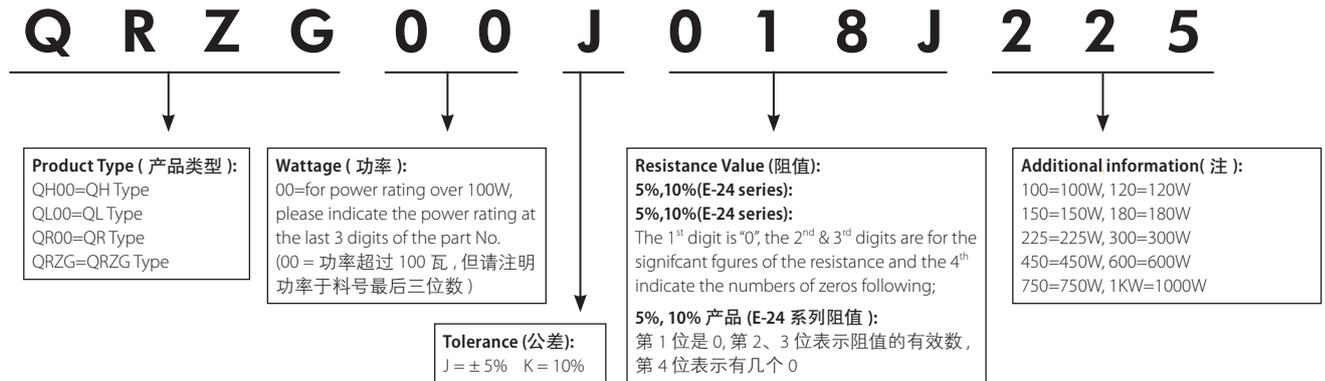 QRZG00J018J225
Product Type ( 产品类型 ):
QH00=QH Type
QL00=QL Type
QR00=QR Type
QRZG=QRZG Type
Wattage ( 功率 ):
00=for power rating over 100W,
please indicate the power rating at
the last 3 digits of the part No.
(00 = 功率超过 100 瓦 , 但请注明
功率于料号最后三位数 )
Tolerance (公差):
J = ± 5% K = 10%
Resistance Value (阻值):
5%,10%(E-24 series):
5%,10%(E-24 series):
The 1st digit is “0”, the 2nd & 3rd digits are for the
signifcant fgures of the resistance and the 4th
indicate the numbers of zeros following;
5%, 10% 产品 (E-24 系列阻值 ):
第 1 位是 0, 第 2、3 位表示阻值的有效数 ,
第 4 位表示有几个 0
Additional information( 注 ):
100=100W, 120=120W
150=150W, 180=180W
225=225W, 300=300W
450=450W, 600=600W
750=750W, 1KW=1000W